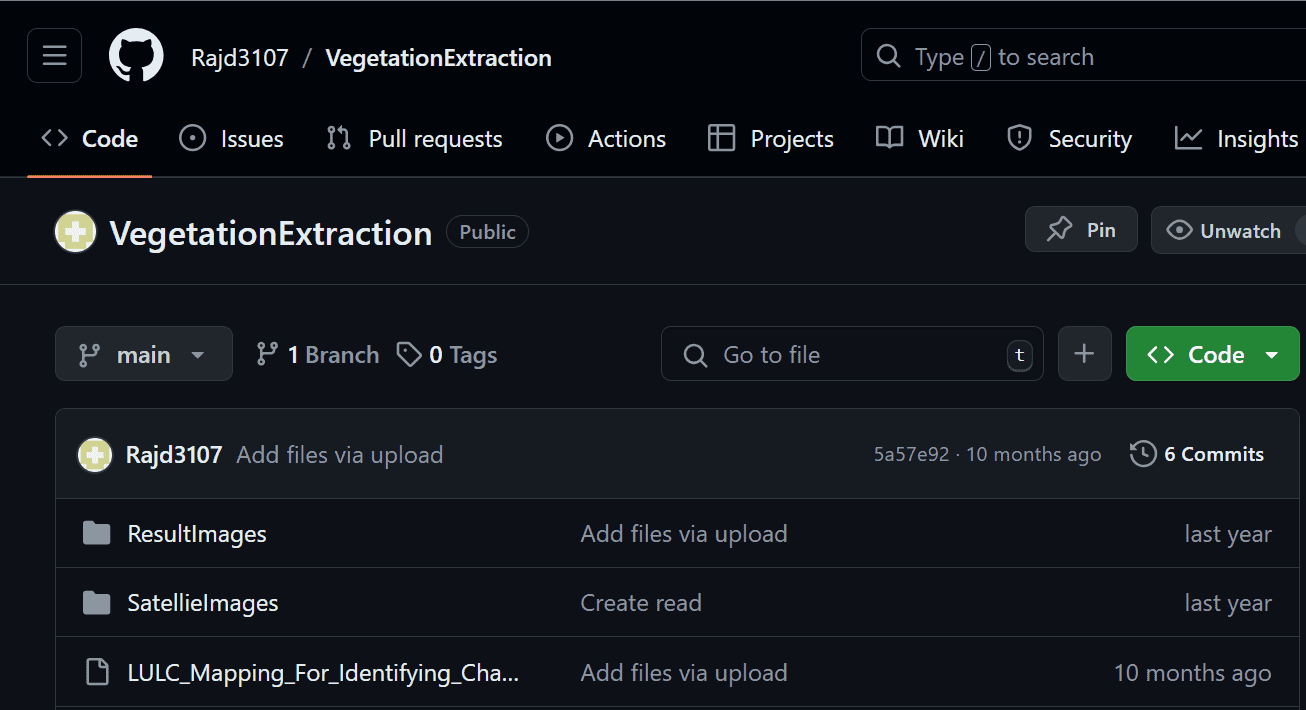 Rajd3107 / VegetationExtraction
Type / to search
Code Issues Pull requests Actions Projects Wiki Security Insights
VegetationExtraction Public
Pin Unwatch
main 1 Branch 0 Tags
Go to file t
Code
Rajd3107 Add files via upload 5a57e92 · 10 months ago 6 Commits
ResultImages Add files via upload last year
SatellieImages Create read last year
LULC_Mapping_For_Identifying_Cha... Add files via upload 10 months ago